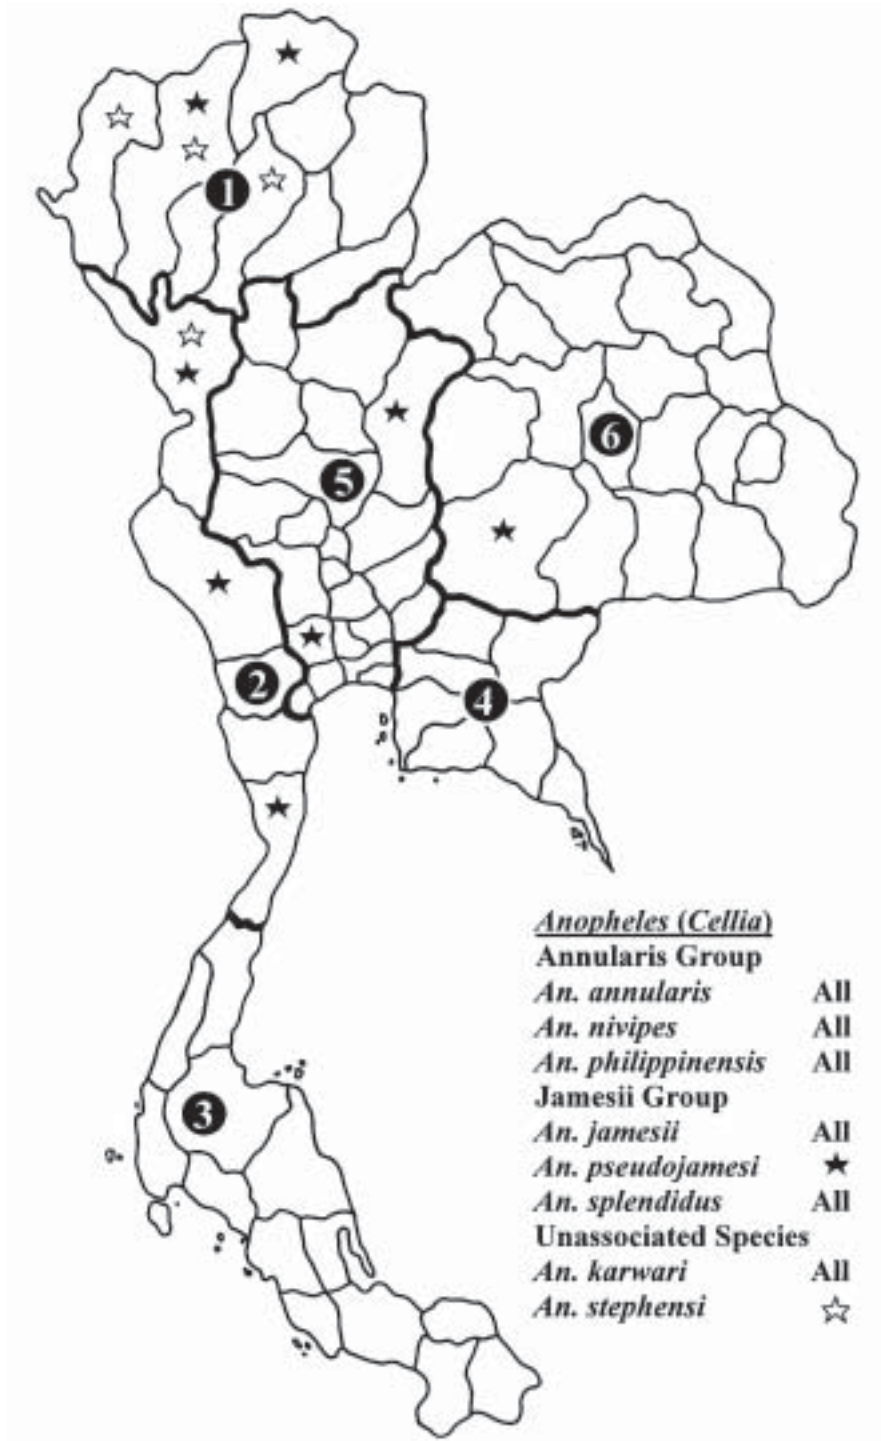 1
5
6
2
4
3
Anopheles (Cellia)
Annularis Group
An. annularis All
An. nivipes All
An. philippinensis All
Jamesii Group
An. jamesii All
An. pseudojamesi ★
An. splendidus All
Unassociated Species
An. karwari All
An. stephensi ☆